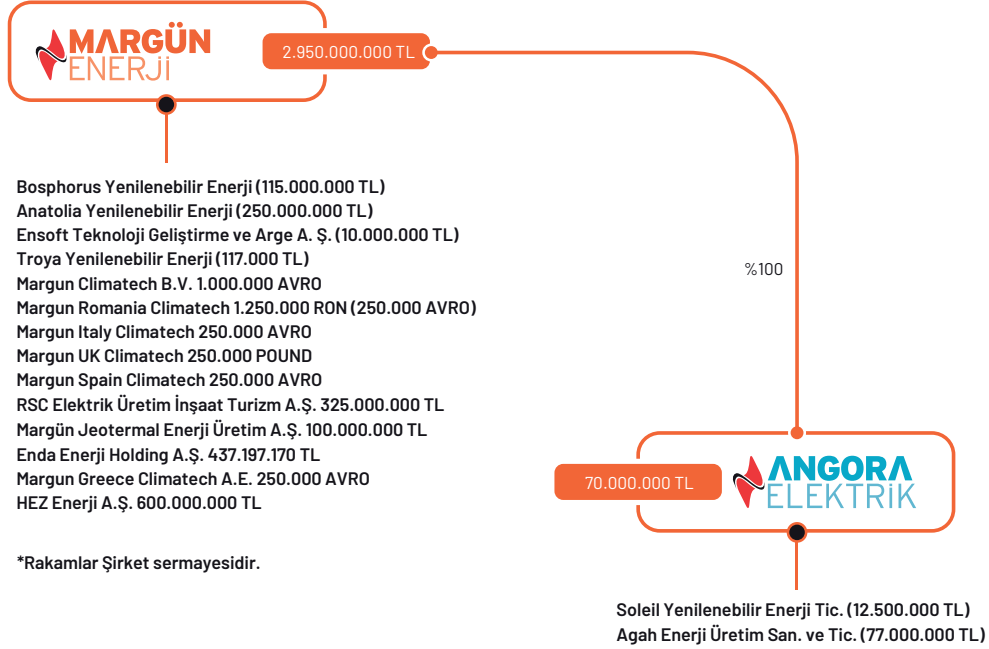 MARGÜN
ENERJİ
2.950.000.000 TL
Bosphorus Yenilenebilir Enerji (115.000.000 TL)
Anatolia Yenilenebilir Enerji (250.000.000 TL)
Ensoft Teknoloji Geliştirme ve Arge A. Ş. (10.000.000 TL)
Troya Yenilenebilir Enerji (117.000 TL)
Margun Climatech B.V. 1.000.000 AVRO
Margun Romania Climatech 1.250.000 RON (250.000 AVRO)
Margun Italy Climatech 250.000 AVRO
Margun UK Climatech 250.000 POUND
Margun Spain Climatech 250.000 AVRO
RSC Elektrik Üretim İnşaat Turizm A.Ş. 325.000.000 TL
Margün Jeotermal Enerji Üretim A.Ş. 100.000.000 TL
Enda Enerji Holding A.Ş. 437.197.170 TL
Margun Greece Climatech A.E. 250.000 AVRO
HEZ Enerji A.Ş. 600.000.000 TL
*Rakamlar Şirket sermayesidir.
%100
70.000.000 TL
ANGORA
ELEKTRİK
Soleil Yenilenebilir Enerji Tic. (12.500.000 TL)
Agah Enerji Üretim San. ve Tic. (77.000.000 TL)